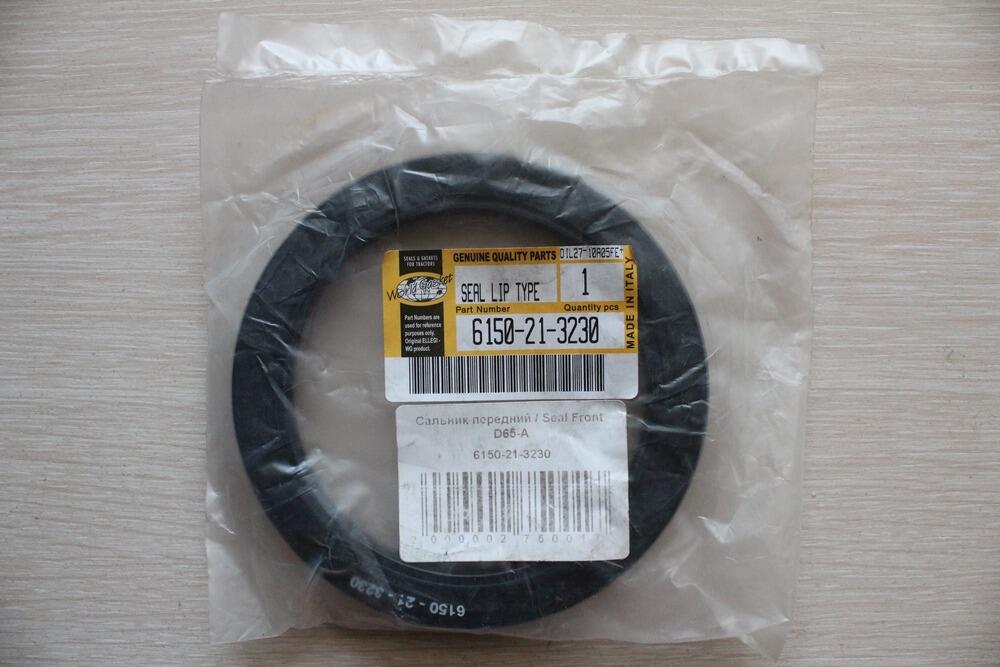 SEALS & GASKETS
FOR TRACTORS
World Gasket
Part Numbers are
used for reference
purposes only.
Original ELLEGI -
WG product.
GENUINE QUALITY PARTS
SEAL LIP TYPE
1
Part Number
Quantity pcs
6150-21-3230
MADE IN ITALY
Сальник передний / Seal Front
D65-A
6150-21-3230
6150-21-3230